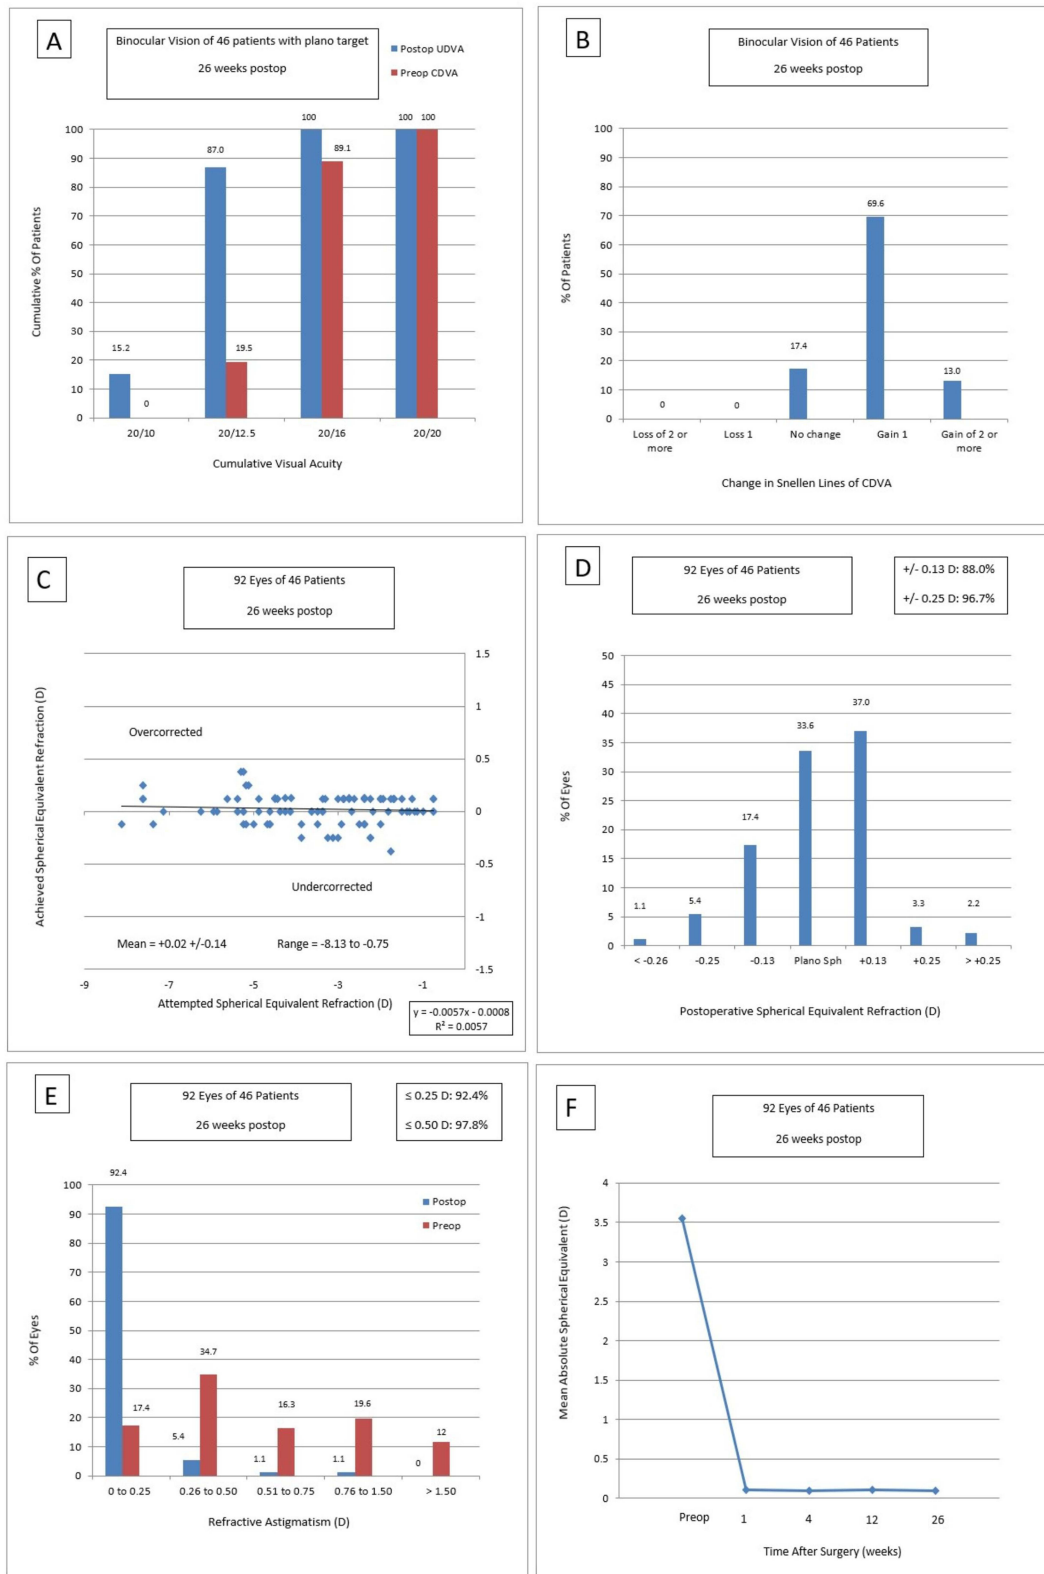 A
Binocular Vision of 46 patients with plano target
26 weeks postop
Postop UDVA
Preop CDVA
100
90
80
70
60
50
40
30
20
10
0
Cumulative % Of Patients
15.2
0
87.0
19.5
100
89.1
100
100
20/10
20/12.5
20/16
20/20
Cumulative Visual Acuity
B
Binocular Vision of 46 Patients
26 weeks postop
100
90
80
70
60
50
40
30
20
10
0
% Of Patients
0
0
17.4
69.6
13.0
Loss of 2 or
more
Loss 1
No change
Gain 1
Gain of 2 or
more
Change in Snellen Lines of CDVA
C
92 Eyes of 46 Patients
26 weeks postop
Achieved Spherical Equivalent Refraction (D)
1.5
1
0.5
0
-0.5
-1
-1.5
Overcorrected
Undercorrected
Mean = +0.02 +/-0.14
Range = -8.13 to -0.75
-9
-7
-5
-3
-1
Attempted Spherical Equivalent Refraction (D)
y = -0.0057x - 0.0008
R² = 0.0057
D
92 Eyes of 46 Patients
26 weeks postop
+/- 0.13 D: 88.0%
+/- 0.25 D: 96.7%
50
45
40
35
30
25
20
15
10
5
0
% Of Eyes
1.1
5.4
17.4
33.6
37.0
3.3
2.2
< -0.26
-0.25
-0.13
Plano Sph
+0.13
+0.25
> +0.25
Postoperative Spherical Equivalent Refraction (D)
E
92 Eyes of 46 Patients
26 weeks postop
≤ 0.25 D: 92.4%
≤ 0.50 D: 97.8%
Postop
Preop
100
90
80
70
60
50
40
30
20
10
0
% Of Eyes
92.4
17.4
5.4
34.7
1.1
16.3
1.1
19.6
0
12
0 to 0.25
0.26 to 0.50
0.51 to 0.75
0.76 to 1.50
> 1.50
Refractive Astigmatism (D)
F
92 Eyes of 46 Patients
26 weeks postop
4
3.5
3
2.5
2
1.5
1
0.5
0
Mean Absolute Spherical Equivalent (D)
Preop
1
4
12
26
Time After Surgery (weeks)